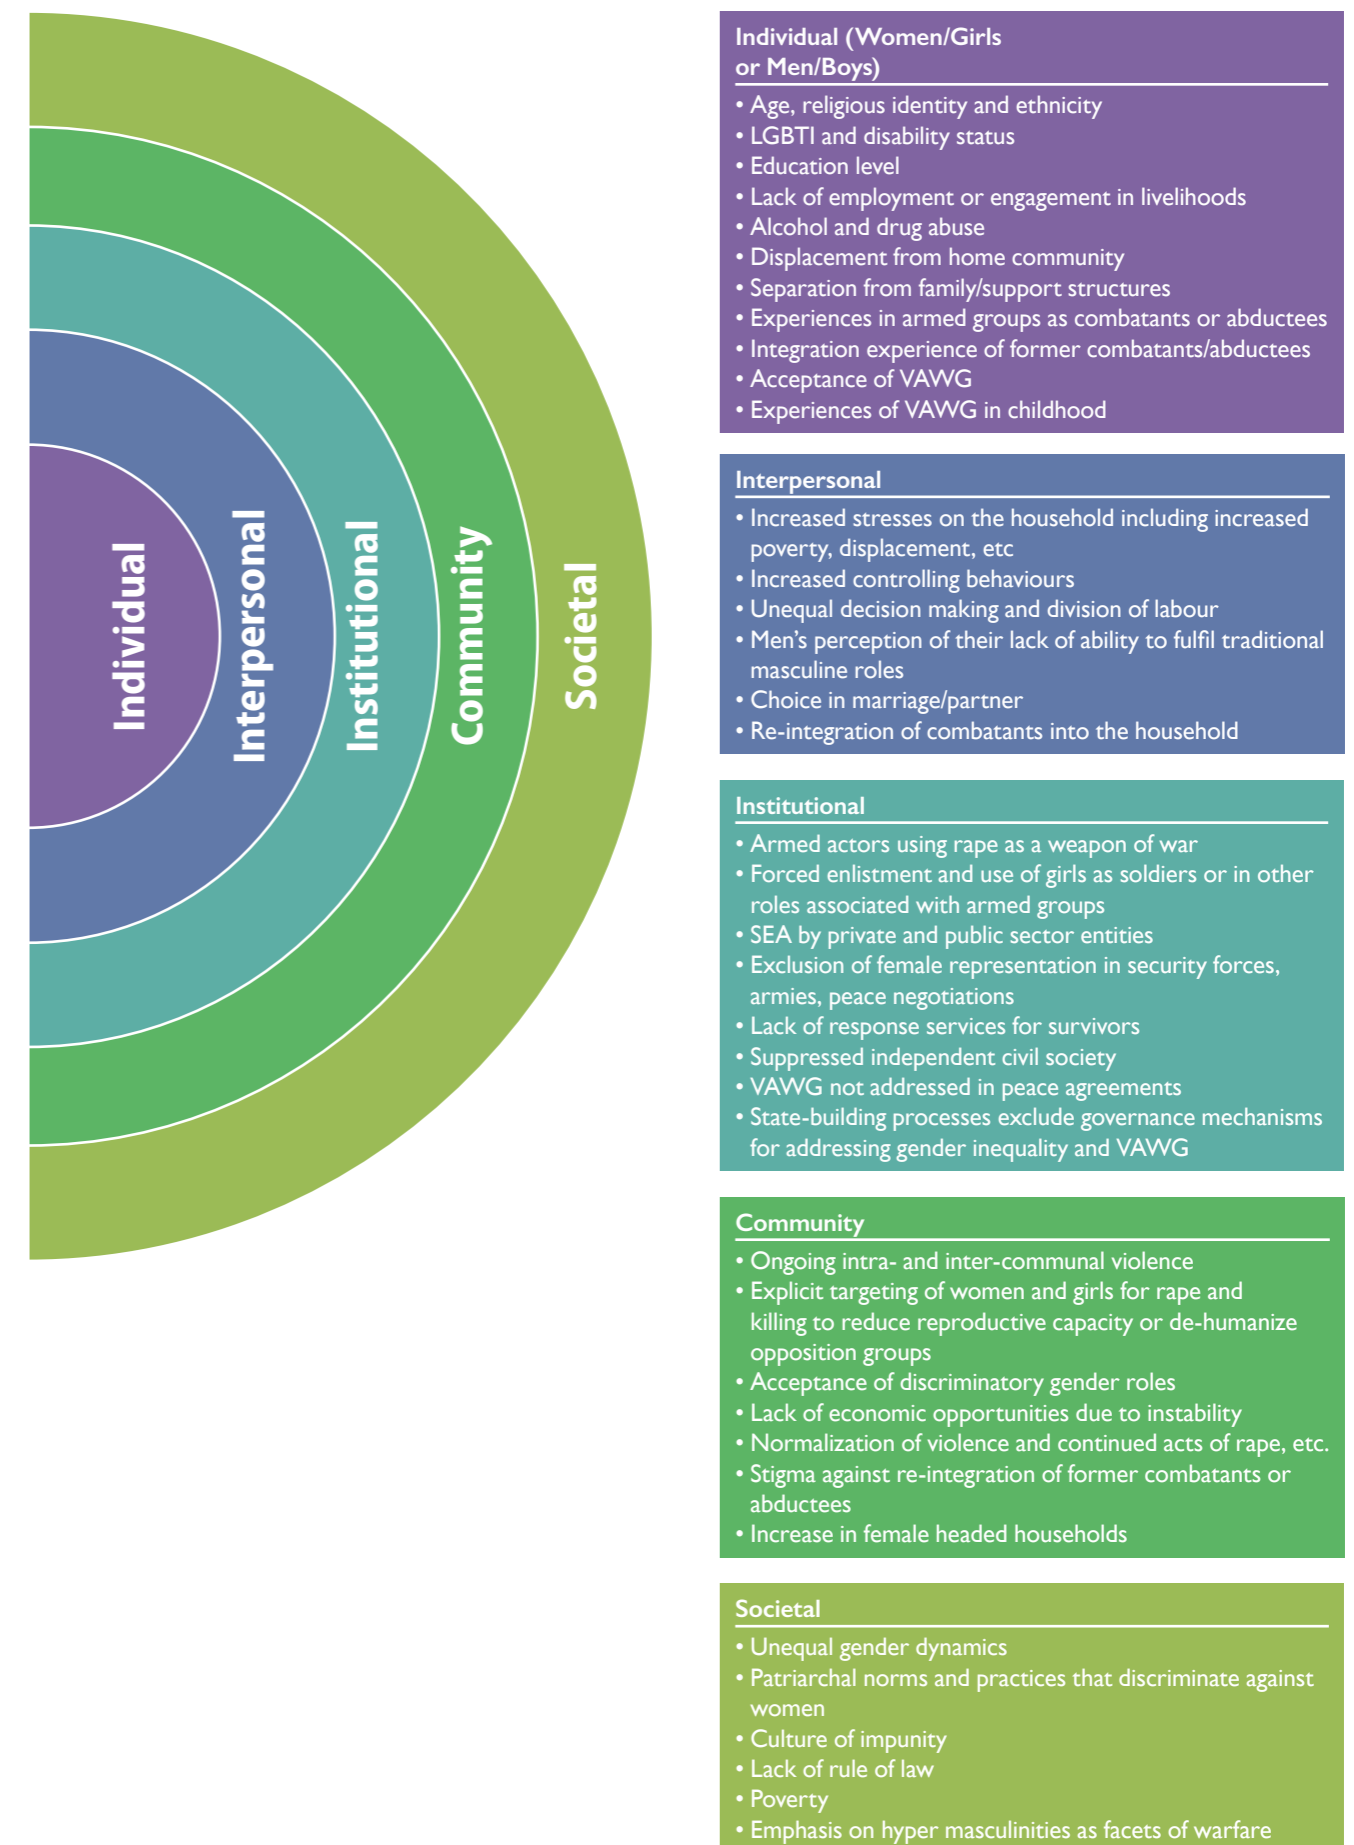 Individual
Interpersonal
Institutional
Community
Societal
Individual (Women/Girls
or Men/Boys)
• Age, religious identity and ethnicity
• LGBTI and disability status
• Education level
• Lack of employment or engagement in livelihoods
• Alcohol and drug abuse
• Displacement from home community
• Separation from family/support structures
• Experiences in armed groups as combatants or abductees
• Integration experience of former combatants/abductees
• Acceptance of VAWG
• Experiences of VAWG in childhood
Interpersonal
• Increased stresses on the household including increased
poverty, displacement, etc
• Increased controlling behaviours
• Unequal decision making and division of labour
• Men's perception of their lack of ability to fulfil traditional
masculine roles
• Choice in marriage/partner
• Re-integration of combatants into the household
Institutional
• Armed actors using rape as a weapon of war
• Forced enlistment and use of girls as soldiers or in other
roles associated with armed groups
• SEA by private and public sector entities
• Exclusion of female representation in security forces,
armies, peace negotiations
• Lack of response services for survivors
• Suppressed independent civil society
• VAWG not addressed in peace agreements
• State-building processes exclude governance mechanisms
for addressing gender inequality and VAWG
Community
• Ongoing intra- and inter-communal violence
• Explicit targeting of women and girls for rape and
killing to reduce reproductive capacity or de-humanize
opposition groups
• Acceptance of discriminatory gender roles
• Lack of economic opportunities due to instability
• Normalization of violence and continued acts of rape, etc.
• Stigma against re-integration of former combatants or
abductees
• Increase in female headed households
Societal
• Unequal gender dynamics
• Patriarchal norms and practices that discriminate against
women
• Culture of impunity
• Lack of rule of law
• Poverty
• Emphasis on hyper masculinities as facets of warfare